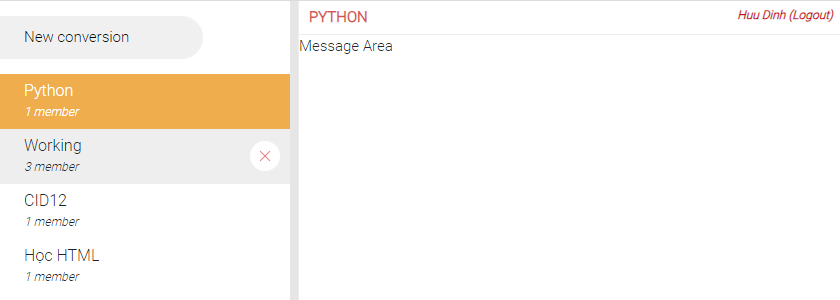 New conversion
Python
1 member
Working
3 member
CID12
1 member
Học HTML
1 member
PYTHON
Huu Dinh (Logout)
Message Area